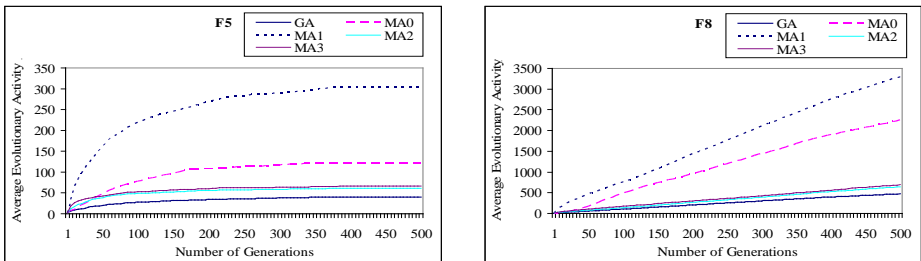 F5
GA
MA0
MA1
MA2
MA3
Average Evolutionary Activity
350
300
250
200
150
100
50
0
1 50 100 150 200 250 300 350 400 450 500
Number of Generations
F8
GA
MA0
MA1
MA2
MA3
Average Evolutionary Activity
3500
3000
2500
2000
1500
1000
500
0
1 50 100 150 200 250 300 350 400 450 500
Number of Generations